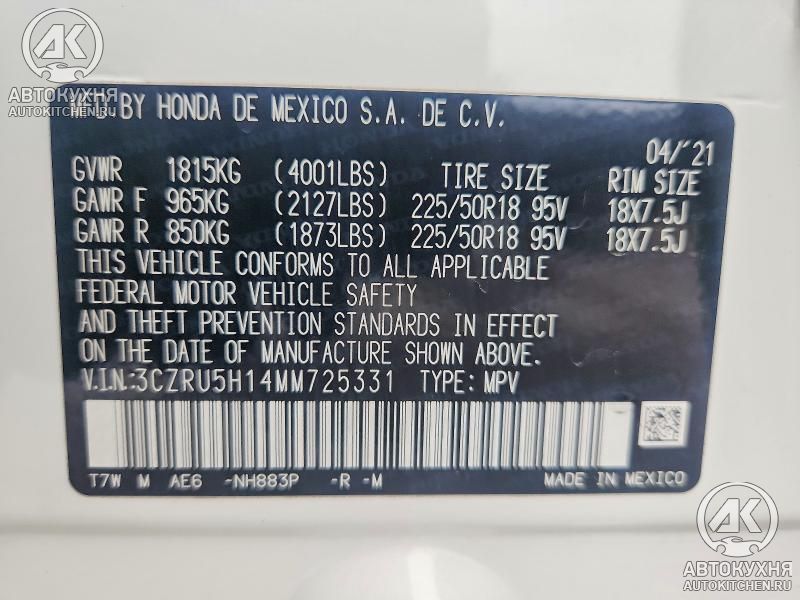 АК
АВТОКУХНЯ
AUTOKITCHEN.RU
MFD. BY HONDA DE MEXICO S.A. DE C.V.
04/'21
GVWR 1815KG (4001LBS) TIRE SIZE RIM SIZE
GAWR F 965KG (2127LBS) 225/50R18 95V 18X7.5J
GAWR R 850KG (1873LBS) 225/50R18 95V 18X7.5J
THIS VEHICLE CONFORMS TO ALL APPLICABLE
FEDERAL MOTOR VEHICLE SAFETY
AND THEFT PREVENTION STANDARDS IN EFFECT
ON THE DATE OF MANUFACTURE SHOWN ABOVE.
V.I.N.:3CZRU5H14MM725331 TYPE: MPV
T7W M AE6 -NH883P -R -M MADE IN MEXICO
АК
АВТОКУХНЯ
AUTOKITCHEN.RU